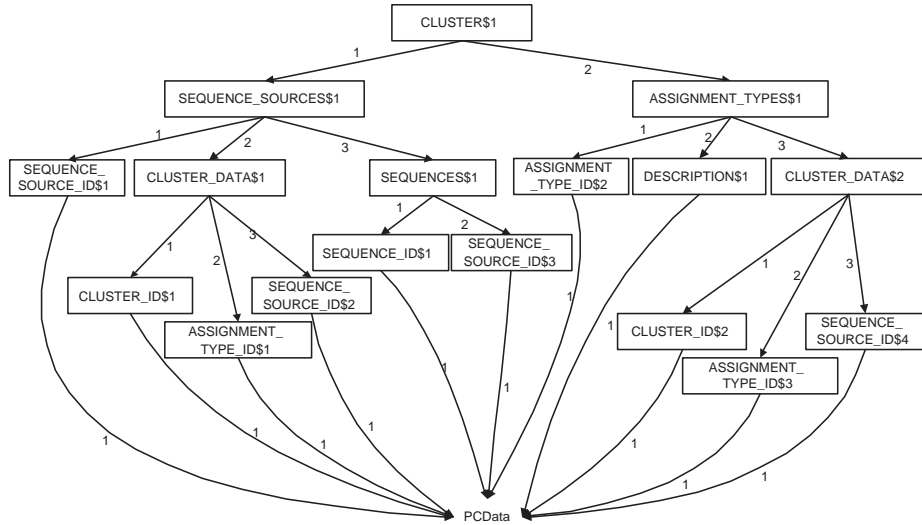 CLUSTER$1
1
2
SEQUENCE_SOURCES$1
ASSIGNMENT_TYPES$1
1
2
3
1
2
3
SEQUENCE_
SOURCE_ID$1
CLUSTER_DATA$1
SEQUENCES$1
ASSIGNMENT
_TYPE_ID$2
DESCRIPTION$1
CLUSTER_DATA$2
1
2
3
1
2
1
2
3
SEQUENCE_ID$1
SEQUENCE_
SOURCE_ID$3
CLUSTER_ID$1
SEQUENCE_
SOURCE_ID$2
ASSIGNMENT_
TYPE_ID$1
CLUSTER_ID$2
SEQUENCE_
SOURCE_ID$4
ASSIGNMENT_
TYPE_ID$3
1
1
1
1
1
1
1
1
1
1
1
PCData